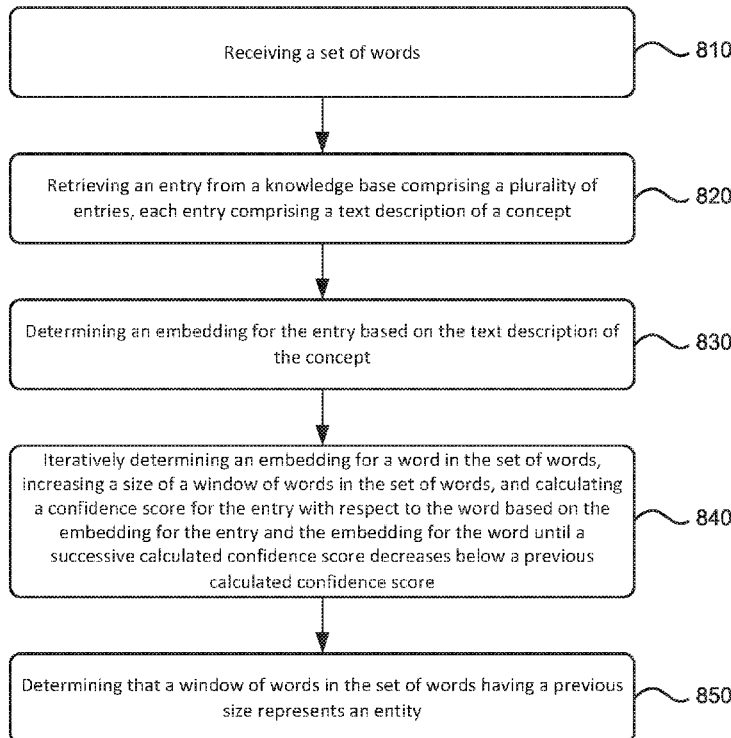 Receiving a set of words
810
Retrieving an entry from a knowledge base comprising a plurality of
entries, each entry comprising a text description of a concept
820
Determining an embedding for the entry based on the text description of
the concept
830
Iteratively determining an embedding for a word in the set of words,
increasing a size of a window of words in the set of words, and calculating
a confidence score for the entry with respect to the word based on the
embedding for the entry and the embedding for the word until a
successive calculated confidence score decreases below a previous
calculated confidence score
840
Determining that a window of words in the set of words having a previous
size represents an entity
850